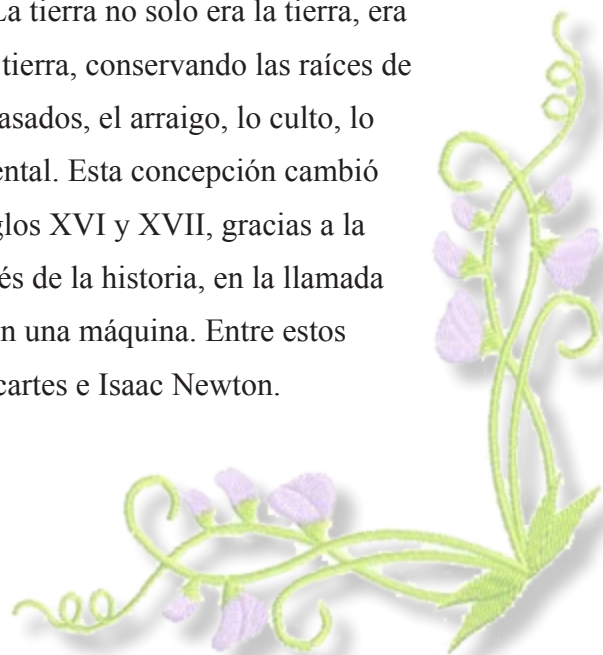 La tierra no solo era la tierra, era
tierra, conservando las raíces de
asados, el arraigo, lo culto, lo
ental. Esta concepción cambió
glos XVI y XVII, gracias a la
és de la historia, en la llamada
n una máquina. Entre estos
cartes e Isaac Newton.